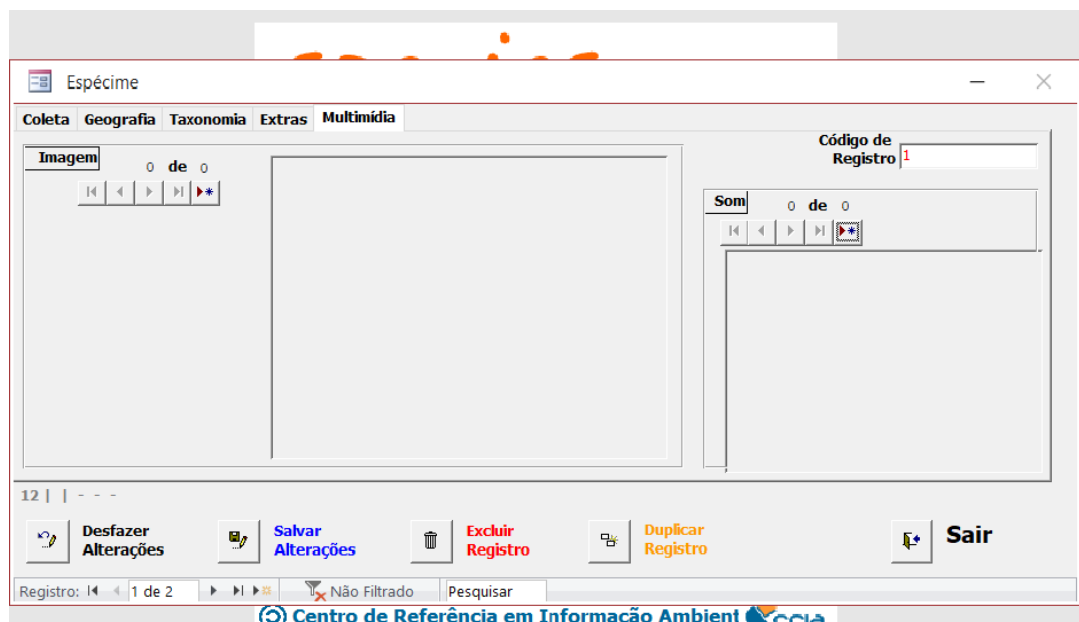 Espécime
Coleta Geografia Taxonomia Extras Multimídia
Imagem
0 de 0
Código de
Registro 1
Som
0 de 0
12 | | - - -
Desfazer
Alterações
Salvar
Alterações
Excluir
Registro
Duplicar
Registro
Sair
Registro: 1 de 2 Não Filtrado Pesquisar
Centro de Referência em Informação Ambient